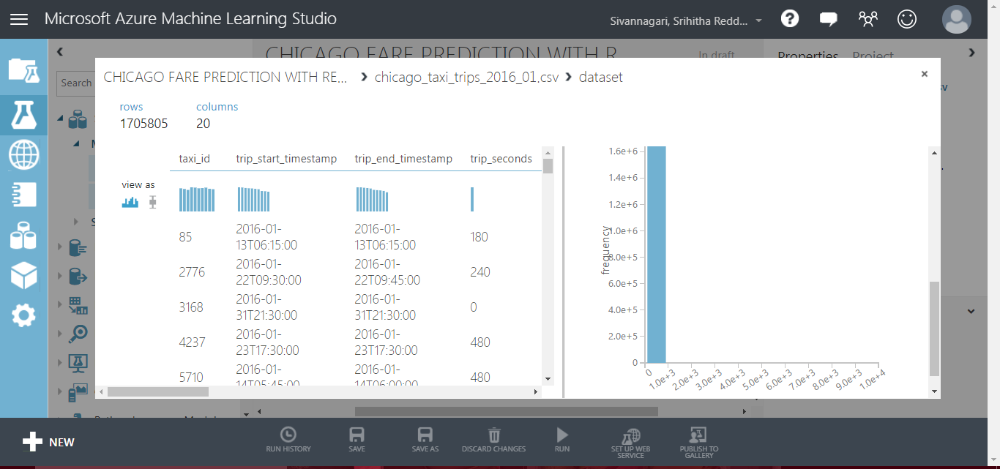 Microsoft Azure Machine Learning Studio
Sivannagari, Srihitha Redd...
CHICAGO FARE PREDICTION WITH R
In draft
Properties Project
Search
CHICAGO FARE PREDICTION WITH RE... > chicago_taxi_trips_2016_01.csv > dataset
rows columns
1705805 20
taxi_id trip_start_timestamp trip_end_timestamp trip_seconds
view as
85 2016-01-13T06:15:00 2016-01-13T06:15:00 180
2776 2016-01-22T09:30:00 2016-01-22T09:45:00 240
3168 2016-01-31T21:30:00 2016-01-31T21:30:00 0
4237 2016-01-23T17:30:00 2016-01-23T17:30:00 480
5710 2016-01-14T05:45:00 2016-01-14T06:00:00 480
frequency
1.6e+6
1.4e+6
1.2e+6
1.0e+6
8.0e+5
6.0e+5
4.0e+5
2.0e+5
0
0 1.0e+3 2.0e+3 3.0e+3 4.0e+3 5.0e+3 6.0e+3 7.0e+3 8.0e+3 9.0e+3 1.0e+4
NEW
RUN HISTORY
SAVE
SAVE AS
DISCARD CHANGES
RUN
SET UP WEB SERVICE
PUBLISH TO GALLERY